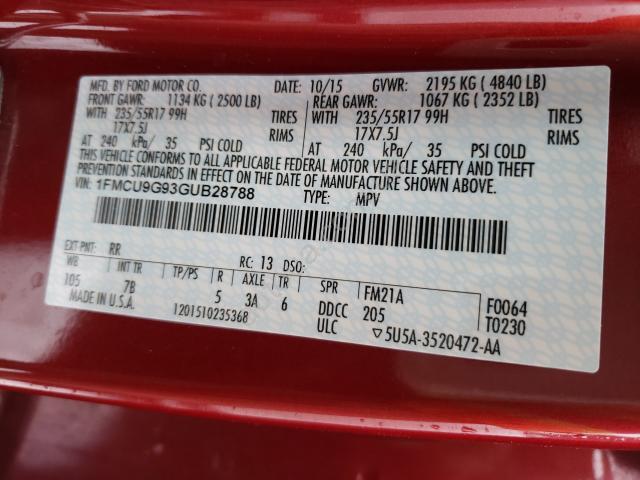 MFD. BY FORD MOTOR CO. DATE: 10/15 GVWR: 2195 KG ( 4840 LB)
FRONT GAWR: 1134 KG ( 2500 LB) REAR GAWR: 1067 KG ( 2352 LB)
WITH 235/55R17 99H TIRES WITH 235/55R17 99H TIRES
17X7.5J RIMS 17X7.5J RIMS
AT 240 kPa/ 35 PSI COLD AT 240 kPa/ 35 PSI COLD
THIS VEHICLE CONFORMS TO ALL APPLICABLE FEDERAL MOTOR VEHICLE SAFETY AND THEFT
PREVENTION STANDARDS IN EFFECT ON THE DATE OF MANUFACTURE SHOWN ABOVE.
VIN: 1FMCU9G93GUB28788 TYPE: MPV
EXT PNT: RR RC: 13 DSO:
WB INT TR TP/PS R AXLE TR SPR FM21A F0064
105 7B 5 3A 6 DDCC 205 T0230
MADE IN U.S.A. 1201510235368 ULC ▽5U5A-3520472-AA